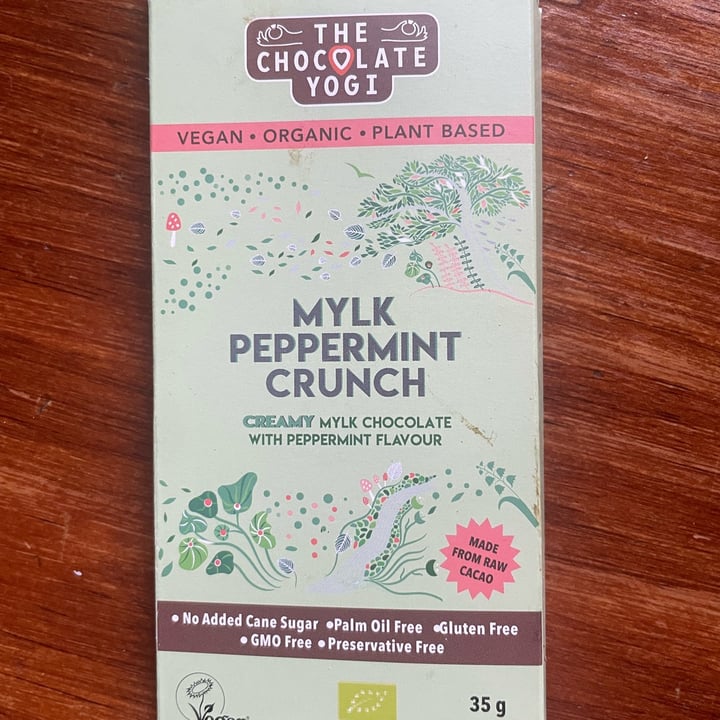 THE
CHOCOLATE
YOGI
VEGAN • ORGANIC • PLANT BASED
MYLK
PEPPERMINT
CRUNCH
CREAMY MYLK CHOCOLATE
WITH PEPPERMINT FLAVOUR
MADE
FROM RAW
CACAO
• No Added Cane Sugar •Palm Oil Free •Gluten Free
• GMO Free •Preservative Free
35 g